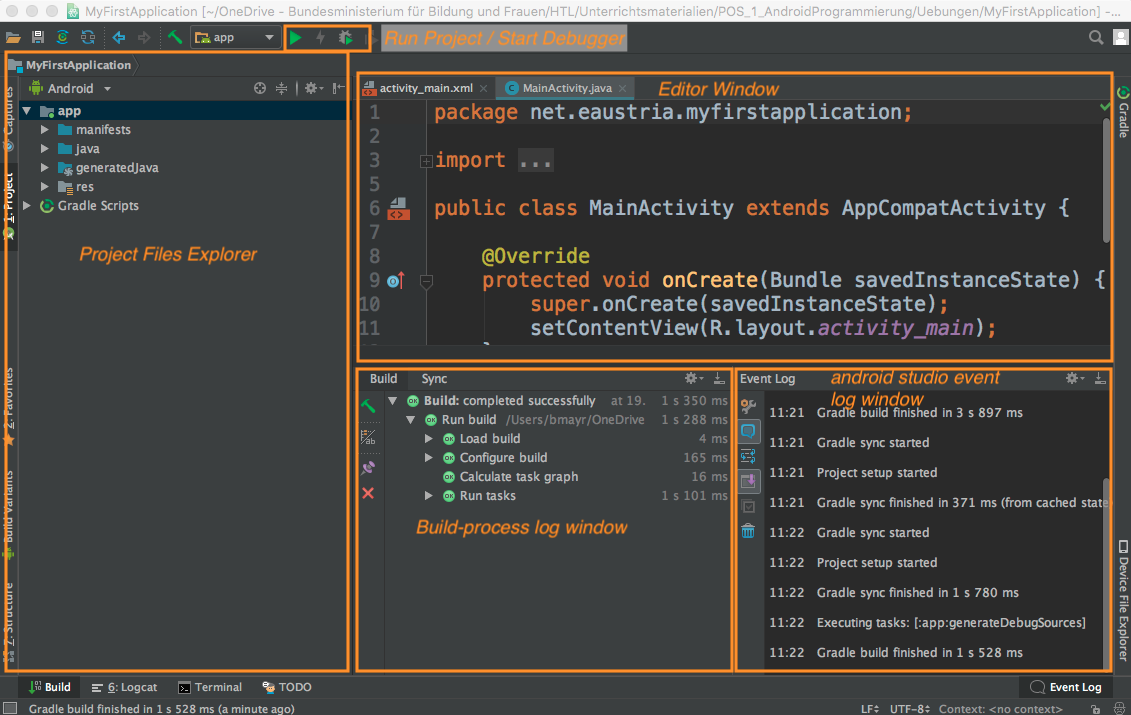 MyFirstApplication [~/OneDrive - Bundesministerium für Bildung und Frauen/HTL/Unterrichtsmaterialien/POS_1_AndroidProgrammierung/Uebungen/MyFirstApplication] -...
app
Run Project / Start Debugger
MyFirstApplication
Android
app
manifests
java
generatedJava
res
Gradle Scripts
Project Files Explorer
Captures
1: Project
2: Favorites
Build Variants
7: Structure
activity_main.xml
MainActivity.java
Editor Window
1 package net.eaustria.myfirstapplication;
2
3 import ...
5
6 public class MainActivity extends AppCompatActivity {
7
8 @Override
9 protected void onCreate(Bundle savedInstanceState) {
10 super.onCreate(savedInstanceState);
11 setContentView(R.layout.activity_main);
Gradle
Device File Explorer
Build Sync
Build: completed successfully at 19. 1 s 350 ms
Run build /Users/bmayr/OneDrive 1 s 288 ms
Load build 4 ms
Configure build 165 ms
Calculate task graph 16 ms
Run tasks 1 s 101 ms
Build-process log window
Event Log
android studio event
log window
11:21 Gradle build finished in 3 s 897 ms
11:21 Gradle sync started
11:21 Project setup started
11:21 Gradle sync finished in 371 ms (from cached state
11:22 Gradle sync started
11:22 Project setup started
11:22 Gradle sync finished in 1 s 780 ms
11:22 Executing tasks: [:app:generateDebugSources]
11:22 Gradle build finished in 1 s 528 ms
Build 6: Logcat Terminal TODO Event Log
Gradle build finished in 1 s 528 ms (a minute ago) LF UTF-8 Context: <no context>